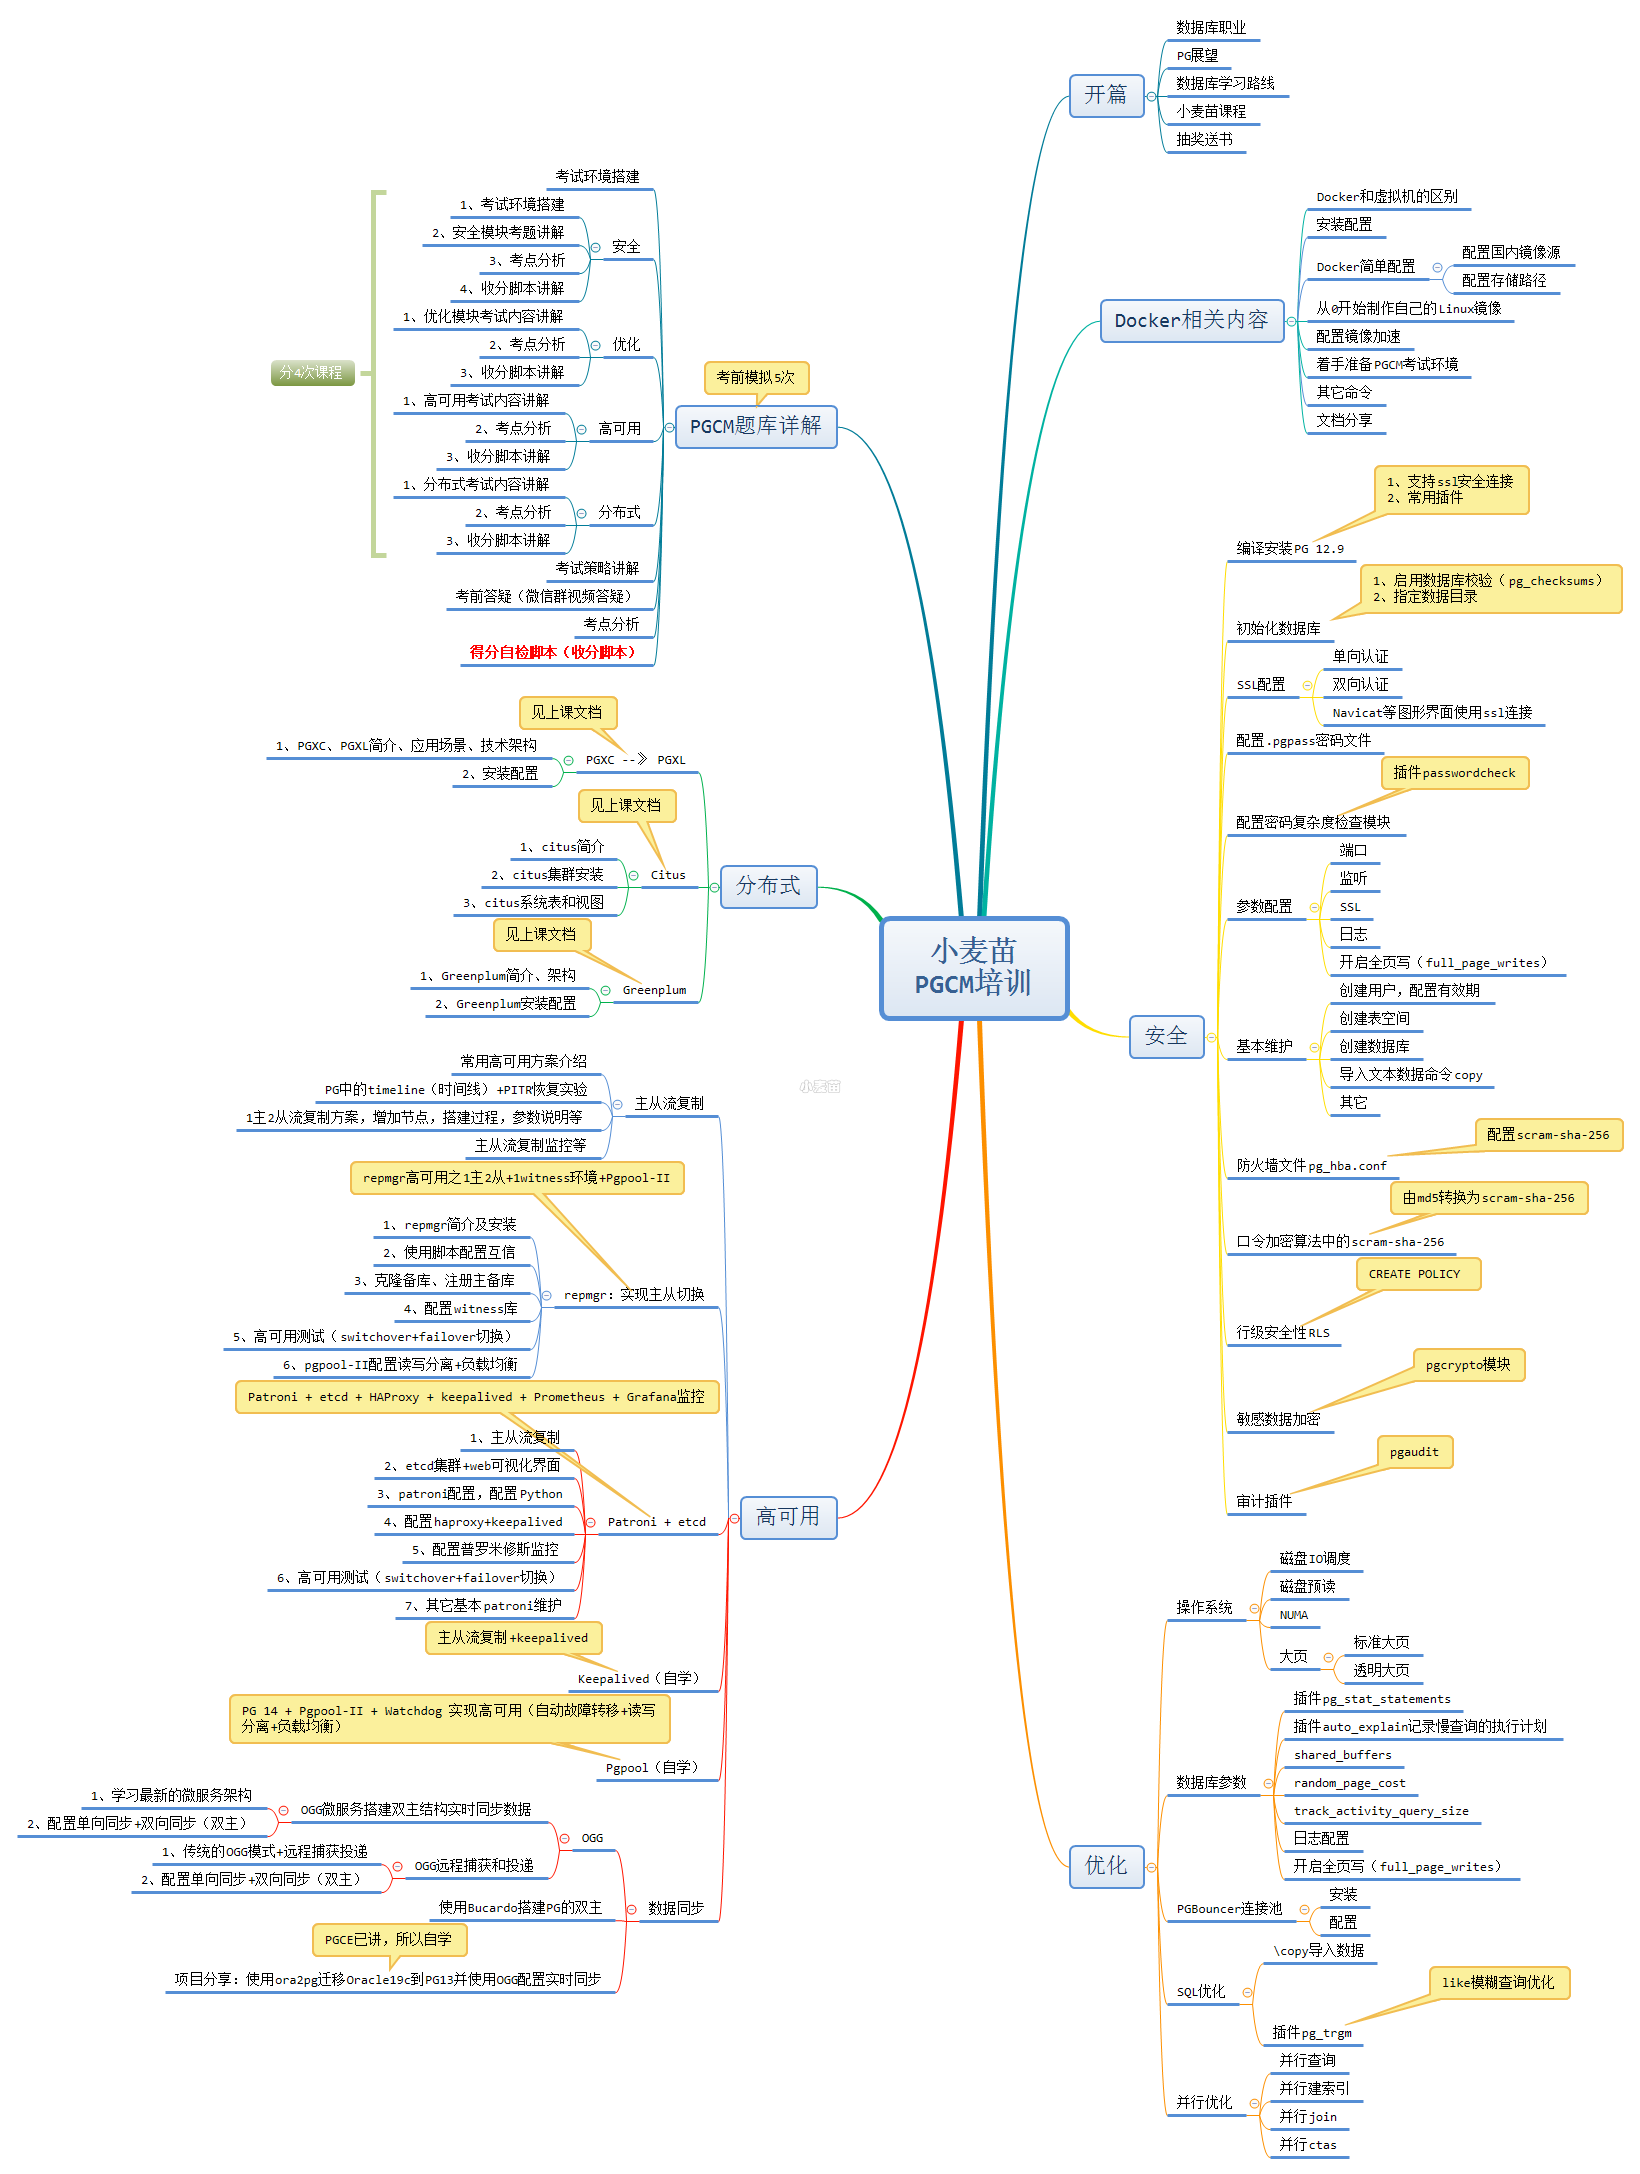 小麦苗
PGCM培训
开篇
数据库职业
PG展望
数据库学习路线
小麦苗课程
抽奖送书
Docker相关内容
Docker和虚拟机的区别
安装配置
Docker简单配置
配置国内镜像源
配置存储路径
从0开始制作自己的Linux镜像
配置镜像加速
着手准备PGCM考试环境
其它命令
文档分享
安全
1、支持ssl安全连接
2、常用插件
编译安装PG 12.9
1、启用数据库校验（pg_checksums）
2、指定数据目录
初始化数据库
SSL配置
单向认证
双向认证
Navicat等图形界面使用ssl连接
配置.pgpass密码文件
插件passwordcheck
配置密码复杂度检查模块
参数配置
端口
监听
SSL
日志
开启全页写（full_page_writes）
基本维护
创建用户，配置有效期
创建表空间
创建数据库
导入文本数据命令copy
其它
配置scram-sha-256
防火墙文件pg_hba.conf
由md5转换为scram-sha-256
口令加密算法中的scram-sha-256
CREATE POLICY
行级安全性RLS
pgcrypto模块
敏感数据加密
pgaudit
审计插件
优化
操作系统
磁盘IO调度
磁盘预读
NUMA
大页
标准大页
透明大页
数据库参数
插件pg_stat_statements
插件auto_explain记录慢查询的执行计划
shared_buffers
random_page_cost
track_activity_query_size
日志配置
开启全页写（full_page_writes）
PGBouncer连接池
安装
配置
SQL优化
\copy导入数据
like模糊查询优化
插件pg_trgm
并行优化
并行查询
并行建索引
并行join
并行ctas
考前模拟5次
PGCM题库详解
分4次课程
考试环境搭建
安全
1、考试环境搭建
2、安全模块考题讲解
3、考点分析
4、收分脚本讲解
优化
1、优化模块考试内容讲解
2、考点分析
3、收分脚本讲解
高可用
1、高可用考试内容讲解
2、考点分析
3、收分脚本讲解
分布式
1、分布式考试内容讲解
2、考点分析
3、收分脚本讲解
考试策略讲解
考前答疑（微信群视频答疑）
考点分析
得分自检脚本（收分脚本）
分布式
见上课文档
PGXC --》 PGXL
1、PGXC、PGXL简介、应用场景、技术架构
2、安装配置
见上课文档
Citus
1、citus简介
2、citus集群安装
3、citus系统表和视图
见上课文档
Greenplum
1、Greenplum简介、架构
2、Greenplum安装配置
高可用
主从流复制
常用高可用方案介绍
PG中的timeline（时间线）+PITR恢复实验
1主2从流复制方案，增加节点，搭建过程，参数说明等
主从流复制监控等
repmgr高可用之1主2从+1witness环境+Pgpool-II
repmgr：实现主从切换
1、repmgr简介及安装
2、使用脚本配置互信
3、克隆备库、注册主备库
4、配置witness库
5、高可用测试（switchover+failover切换）
6、pgpool-II配置读写分离+负载均衡
Patroni + etcd + HAProxy + keepalived + Prometheus + Grafana监控
Patroni + etcd
1、主从流复制
2、etcd集群+web可视化界面
3、patroni配置，配置Python
4、配置haproxy+keepalived
5、配置普罗米修斯监控
6、高可用测试（switchover+failover切换）
7、其它基本patroni维护
主从流复制+keepalived
Keepalived（自学）
PG 14 + Pgpool-II + Watchdog 实现高可用（自动故障转移+读写
分离+负载均衡）
Pgpool（自学）
数据同步
OGG
OGG微服务搭建双主结构实时同步数据
1、学习最新的微服务架构
2、配置单向同步+双向同步（双主）
OGG远程捕获和投递
1、传统的OGG模式+远程捕获投递
2、配置单向同步+双向同步（双主）
使用Bucardo搭建PG的双主
PGCE已讲，所以自学
项目分享：使用ora2pg迁移Oracle19c到PG13并使用OGG配置实时同步
小麦苗